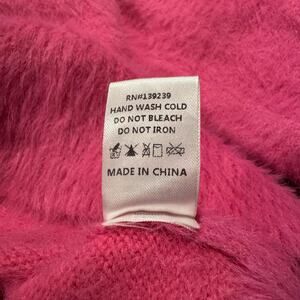 RN#139239
HAND WASH COLD
DO NOT BLEACH
DO NOT IRON
MADE IN CHINA